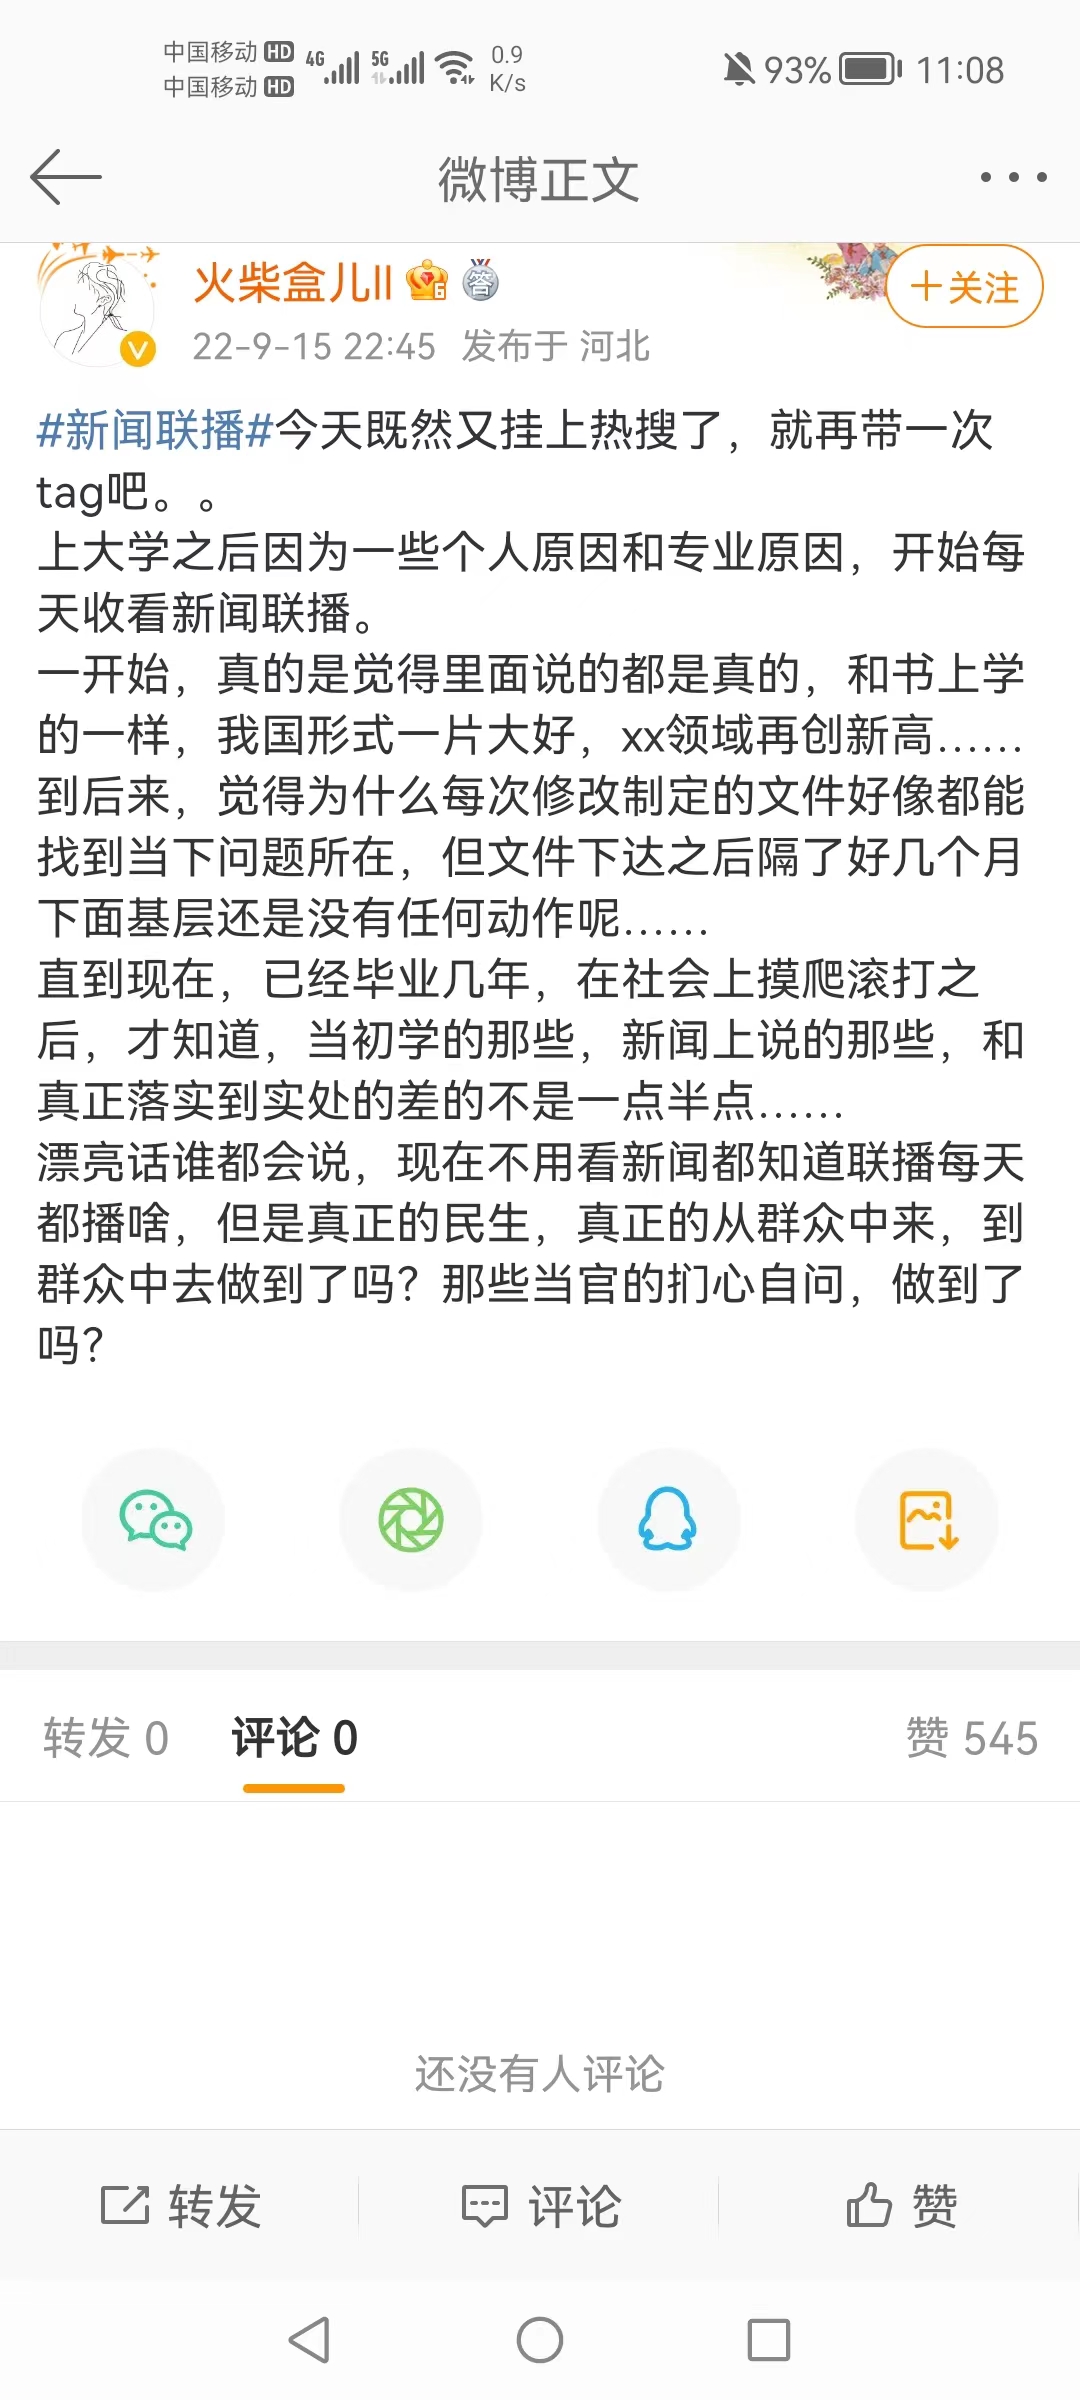 中国移动 HD 4G 5G 0.9 93% 11:08
中国移动 HD K/s
微博正文
火柴盒儿II 6 答
+关注
22-9-15 22:45 发布于 河北
#新闻联播#今天既然又挂上热搜了，就再带一次
tag吧。。
上大学之后因为一些个人原因和专业原因，开始每
天收看新闻联播。
一开始，真的是觉得里面说的都是真的，和书上学
的一样，我国形式一片大好，xx领域再创新高……
到后来，觉得为什么每次修改制定的文件好像都能
找到当下问题所在，但文件下达之后隔了好几个月
下面基层还是没有任何动作呢……
直到现在，已经毕业几年，在社会上摸爬滚打之
后，才知道，当初学的那些，新闻上说的那些，和
真正落实到实处的差的不是一点半点……
漂亮话谁都会说，现在不用看新闻都知道联播每天
都播啥，但是真正的民生，真正的从群众中来，到
群众中去做到了吗？那些当官的扪心自问，做到了
吗？
转发 0 评论 0 赞 545
还没有人评论
转发 评论 赞